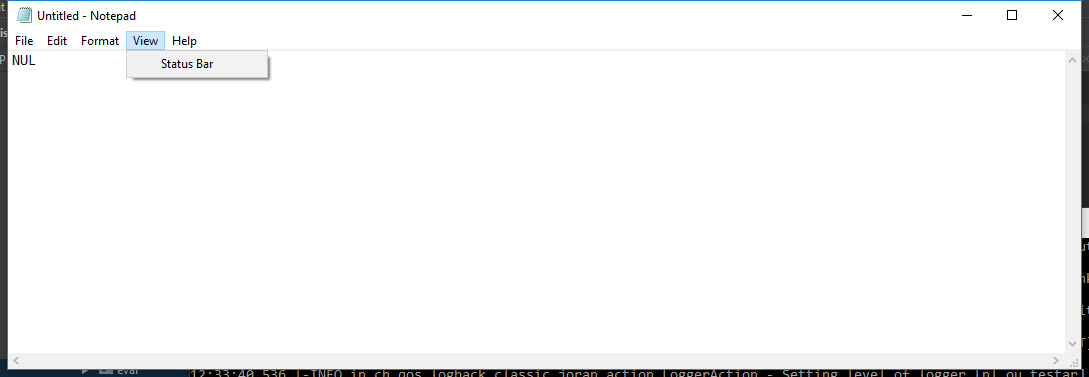 Untitled - Notepad
File Edit Format View Help
NUL
Status Bar
eval
12:33:40,536 |-INFO in ch.qos.logback.classic.joran.action.LoggerAction - Setting level of logger [nl.ou.testar